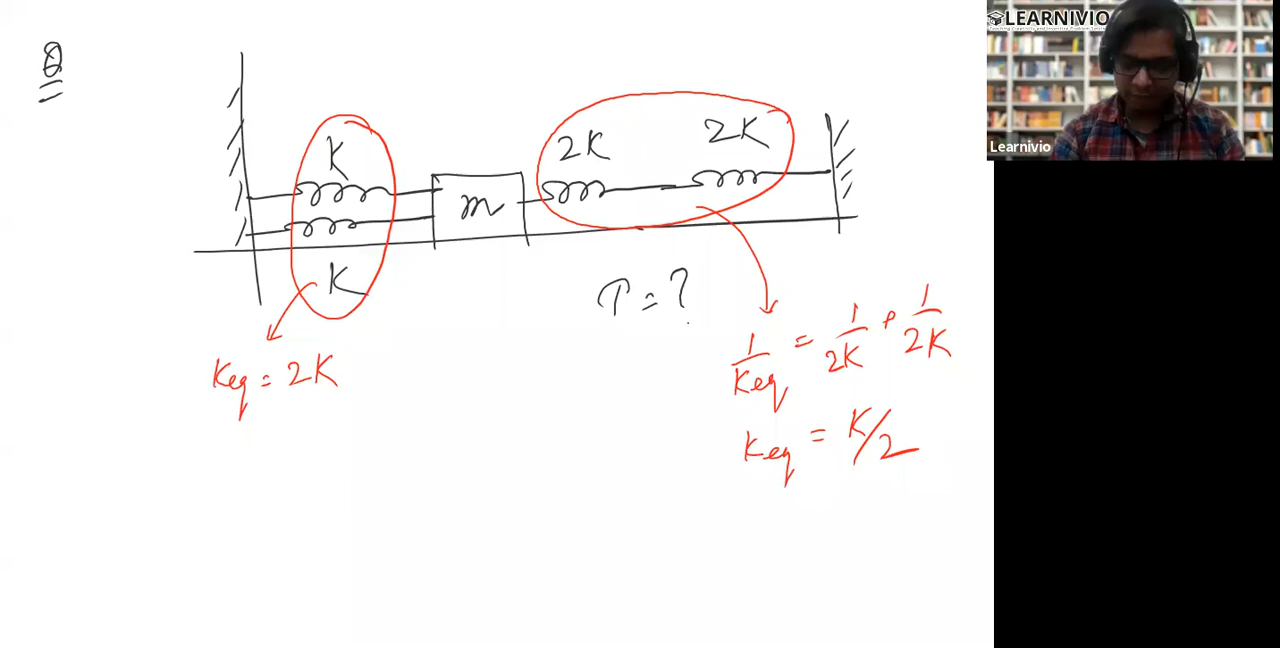 Q
LEARNIVIO
K
2K
2K
m
K
T = ?
Learnivio
Keq = 2K
1/Keq = 1/2K + 1/2K
Keq = K/2